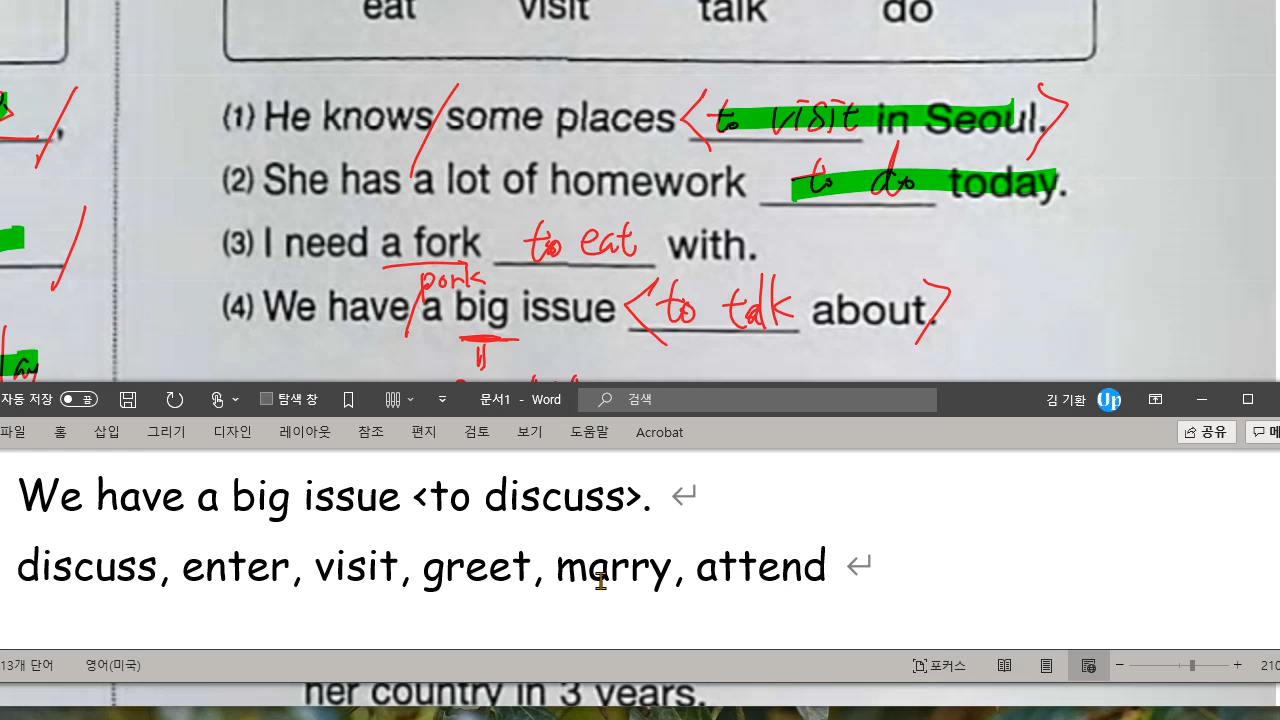 eat visit talk do
(1) He knows some places <to visit in Seoul.>
(2) She has a lot of homework to do today.
(3) I need a fork to eat with.
pork
(4) We have a big issue <to talk about.>
자동 저장 끔 탐색 창 문서1 - Word 검색 김 기환 Up
파일 홈 삽입 그리기 디자인 레이아웃 참조 편지 검토 보기 도움말 Acrobat 공유 메
We have a big issue <to discuss>.
discuss, enter, visit, greet, marry, attend
13개 단어 영어(미국) 포커스 210
her country in 3 years.